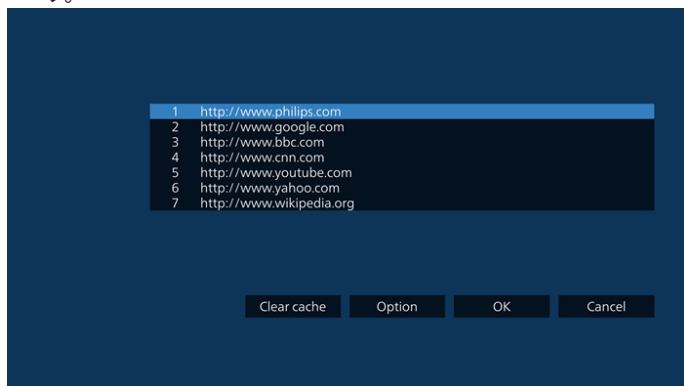 1 http://www.philips.com
2 http://www.google.com
3 http://www.bbc.com
4 http://www.cnn.com
5 http://www.youtube.com
6 http://www.yahoo.com
7 http://www.wikipedia.org
Clear cache Option OK Cancel